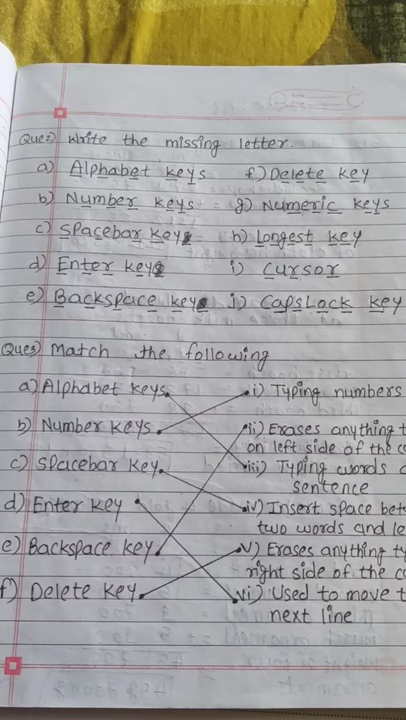 Que2) Write the missing letter.
a) Alphabet keys f) Delete key
b) Number keys g) Numeric keys
c) Spacebar key h) Longest key
d) Enter key i) Cursor
e) Backspace key j) CapsLock key
Ques) Match the following
a) Alphabet keys. i) Typing numbers
b) Number keys. ii) Erases anything t
on left side of the c
c) Spacebar key. iii) Typing words
sentence
d) Enter key iv) Insert space bet
two words and le
e) Backspace key. v) Erases anything ty
right side of the c
f) Delete key. vi) Used to move t
next line